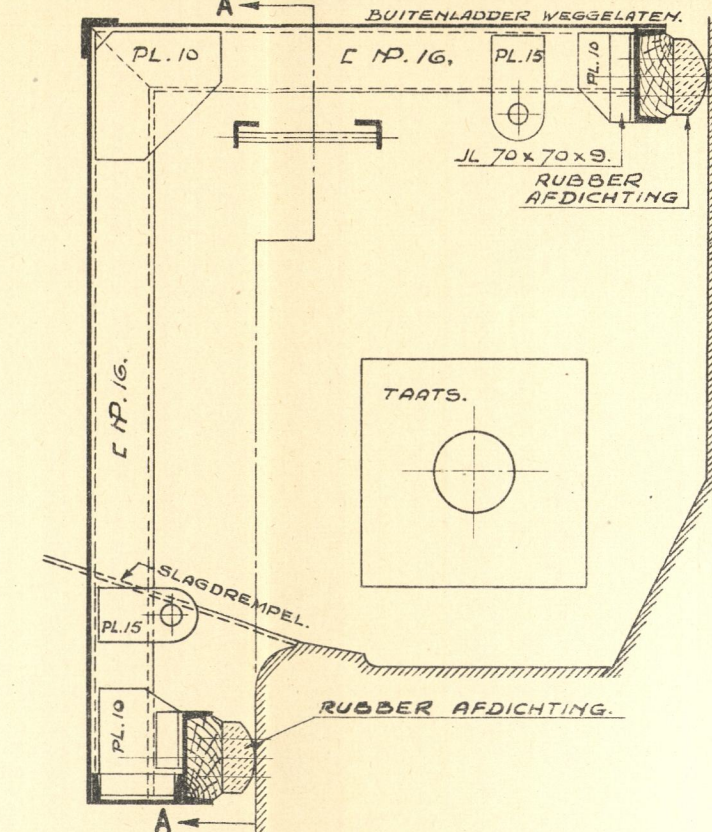 A
BUITENLADDER WEGGELATEN.
PL. 10
[ NP. 16,
PL.15
PL. 10
JL 70 x 70 x 9.
RUBBER
AFDICHTING
[ NP. 16.
TAATS.
SLAGDREMPEL.
PL.15
PL. 10
RUBBER AFDICHTING.
A